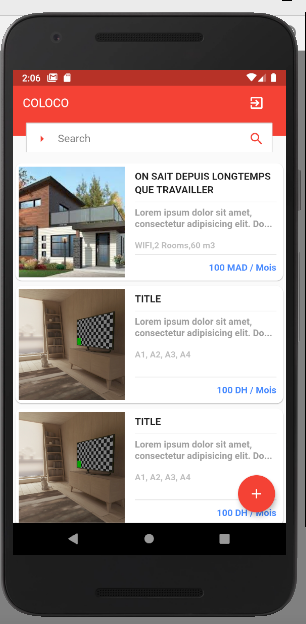 2:06
COLOCO
Search
ON SAIT DEPUIS LONGTEMPS
QUE TRAVAILLER
Lorem ipsum dolor sit amet,
consectetur adipisicing elit. Do...
WIFI,2 Rooms,60 m3
100 MAD / Mois
TITLE
Lorem ipsum dolor sit amet,
consectetur adipisicing elit. Do...
A1, A2, A3, A4
100 DH / Mois
TITLE
Lorem ipsum dolor sit amet,
consectetur adipisicing elit. Do...
A1, A2, A3, A4
100 DH / Mois